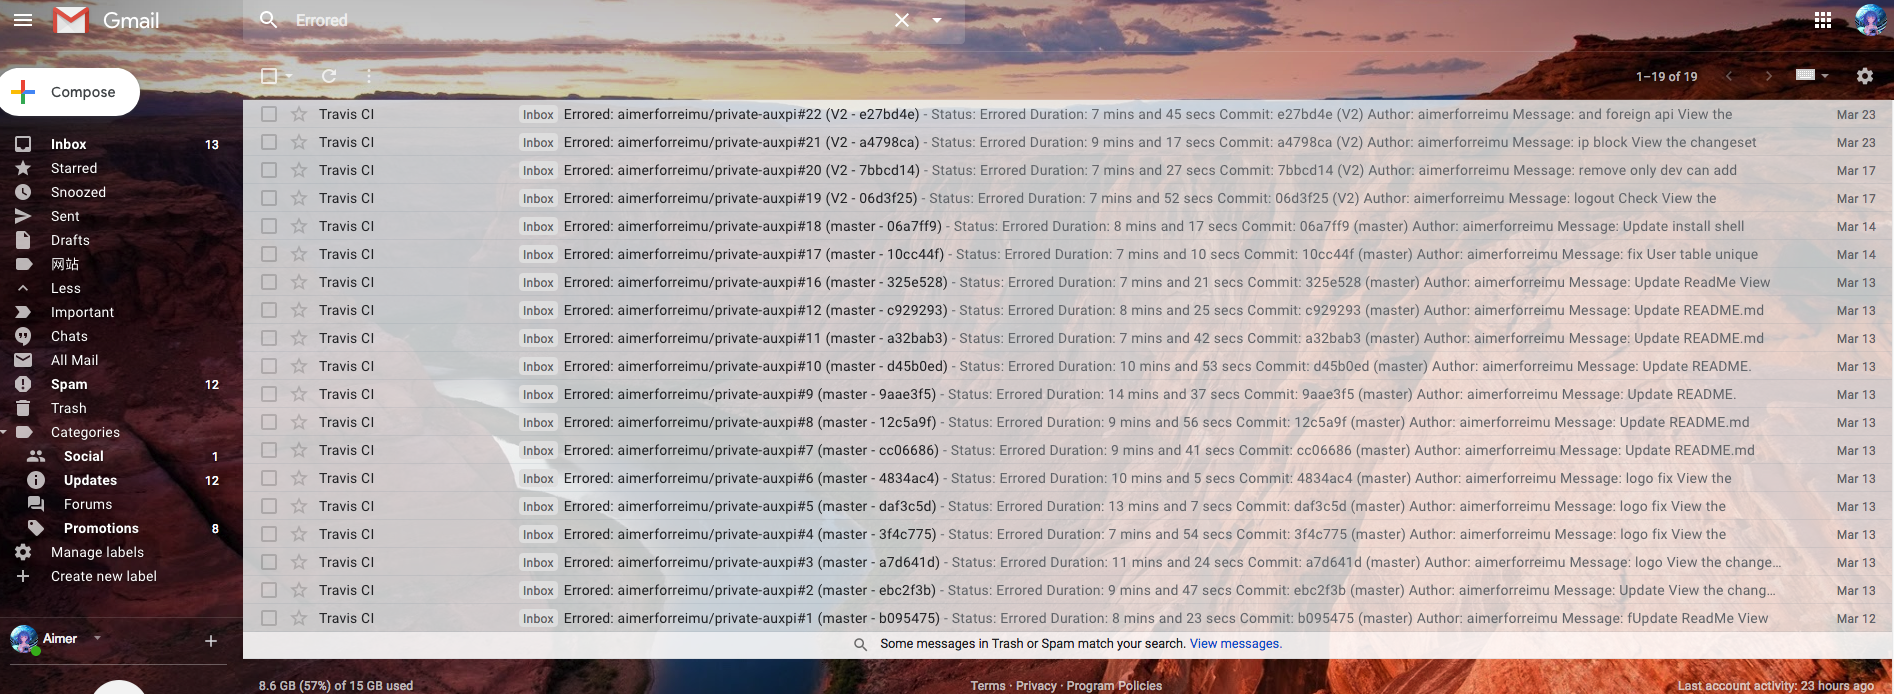 Gmail
Errored
1–19 of 19
Compose
Inbox 13
Starred
Snoozed
Sent
Drafts
网站
Less
Important
Chats
All Mail
Spam 12
Trash
Categories
Social 1
Updates 12
Forums
Promotions 8
Manage labels
Create new label
Aimer
Travis CI Inbox Errored: aimerforreimu/private-auxpi#22 (V2 - e27bd4e) - Status: Errored Duration: 7 mins and 45 secs Commit: e27bd4e (V2) Author: aimerforreimu Message: and foreign api View the Mar 23
Travis CI Inbox Errored: aimerforreimu/private-auxpi#21 (V2 - a4798ca) - Status: Errored Duration: 9 mins and 17 secs Commit: a4798ca (V2) Author: aimerforreimu Message: ip block View the changeset Mar 23
Travis CI Inbox Errored: aimerforreimu/private-auxpi#20 (V2 - 7bbcd14) - Status: Errored Duration: 7 mins and 27 secs Commit: 7bbcd14 (V2) Author: aimerforreimu Message: remove only dev can add Mar 17
Travis CI Inbox Errored: aimerforreimu/private-auxpi#19 (V2 - 06d3f25) - Status: Errored Duration: 7 mins and 52 secs Commit: 06d3f25 (V2) Author: aimerforreimu Message: logout Check View the Mar 17
Travis CI Inbox Errored: aimerforreimu/private-auxpi#18 (master - 06a7ff9) - Status: Errored Duration: 8 mins and 17 secs Commit: 06a7ff9 (master) Author: aimerforreimu Message: Update install shell Mar 14
Travis CI Inbox Errored: aimerforreimu/private-auxpi#17 (master - 10cc44f) - Status: Errored Duration: 7 mins and 10 secs Commit: 10cc44f (master) Author: aimerforreimu Message: fix User table unique Mar 14
Travis CI Inbox Errored: aimerforreimu/private-auxpi#16 (master - 325e528) - Status: Errored Duration: 7 mins and 21 secs Commit: 325e528 (master) Author: aimerforreimu Message: Update ReadMe View Mar 13
Travis CI Inbox Errored: aimerforreimu/private-auxpi#12 (master - c929293) - Status: Errored Duration: 8 mins and 25 secs Commit: c929293 (master) Author: aimerforreimu Message: Update README.md Mar 13
Travis CI Inbox Errored: aimerforreimu/private-auxpi#11 (master - a32bab3) - Status: Errored Duration: 7 mins and 42 secs Commit: a32bab3 (master) Author: aimerforreimu Message: Update README.md Mar 13
Travis CI Inbox Errored: aimerforreimu/private-auxpi#10 (master - d45b0ed) - Status: Errored Duration: 10 mins and 53 secs Commit: d45b0ed (master) Author: aimerforreimu Message: Update README. Mar 13
Travis CI Inbox Errored: aimerforreimu/private-auxpi#9 (master - 9aae3f5) - Status: Errored Duration: 14 mins and 37 secs Commit: 9aae3f5 (master) Author: aimerforreimu Message: Update README. Mar 13
Travis CI Inbox Errored: aimerforreimu/private-auxpi#8 (master - 12c5a9f) - Status: Errored Duration: 9 mins and 56 secs Commit: 12c5a9f (master) Author: aimerforreimu Message: Update README.md Mar 13
Travis CI Inbox Errored: aimerforreimu/private-auxpi#7 (master - cc06686) - Status: Errored Duration: 9 mins and 41 secs Commit: cc06686 (master) Author: aimerforreimu Message: Update README.md Mar 13
Travis CI Inbox Errored: aimerforreimu/private-auxpi#6 (master - 4834ac4) - Status: Errored Duration: 10 mins and 5 secs Commit: 4834ac4 (master) Author: aimerforreimu Message: logo fix View the Mar 13
Travis CI Inbox Errored: aimerforreimu/private-auxpi#5 (master - daf3c5d) - Status: Errored Duration: 13 mins and 7 secs Commit: daf3c5d (master) Author: aimerforreimu Message: logo fix View the Mar 13
Travis CI Inbox Errored: aimerforreimu/private-auxpi#4 (master - 3f4c775) - Status: Errored Duration: 7 mins and 54 secs Commit: 3f4c775 (master) Author: aimerforreimu Message: logo fix View the Mar 13
Travis CI Inbox Errored: aimerforreimu/private-auxpi#3 (master - a7d641d) - Status: Errored Duration: 11 mins and 24 secs Commit: a7d641d (master) Author: aimerforreimu Message: logo View the change... Mar 13
Travis CI Inbox Errored: aimerforreimu/private-auxpi#2 (master - ebc2f3b) - Status: Errored Duration: 9 mins and 47 secs Commit: ebc2f3b (master) Author: aimerforreimu Message: Update View the chang... Mar 13
Travis CI Inbox Errored: aimerforreimu/private-auxpi#1 (master - b095475) - Status: Errored Duration: 8 mins and 23 secs Commit: b095475 (master) Author: aimerforreimu Message: fUpdate ReadMe View Mar 12
Some messages in Trash or Spam match your search. View messages.
8.6 GB (57%) of 15 GB used
Terms · Privacy · Program Policies
Last account activity: 23 hours ago